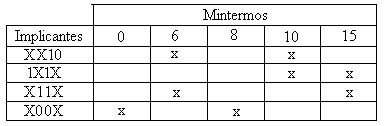 Mintermos
Implicantes 0 6 8 10 15
XX10 x x
1X1X x x
X11X x x
X00X x x